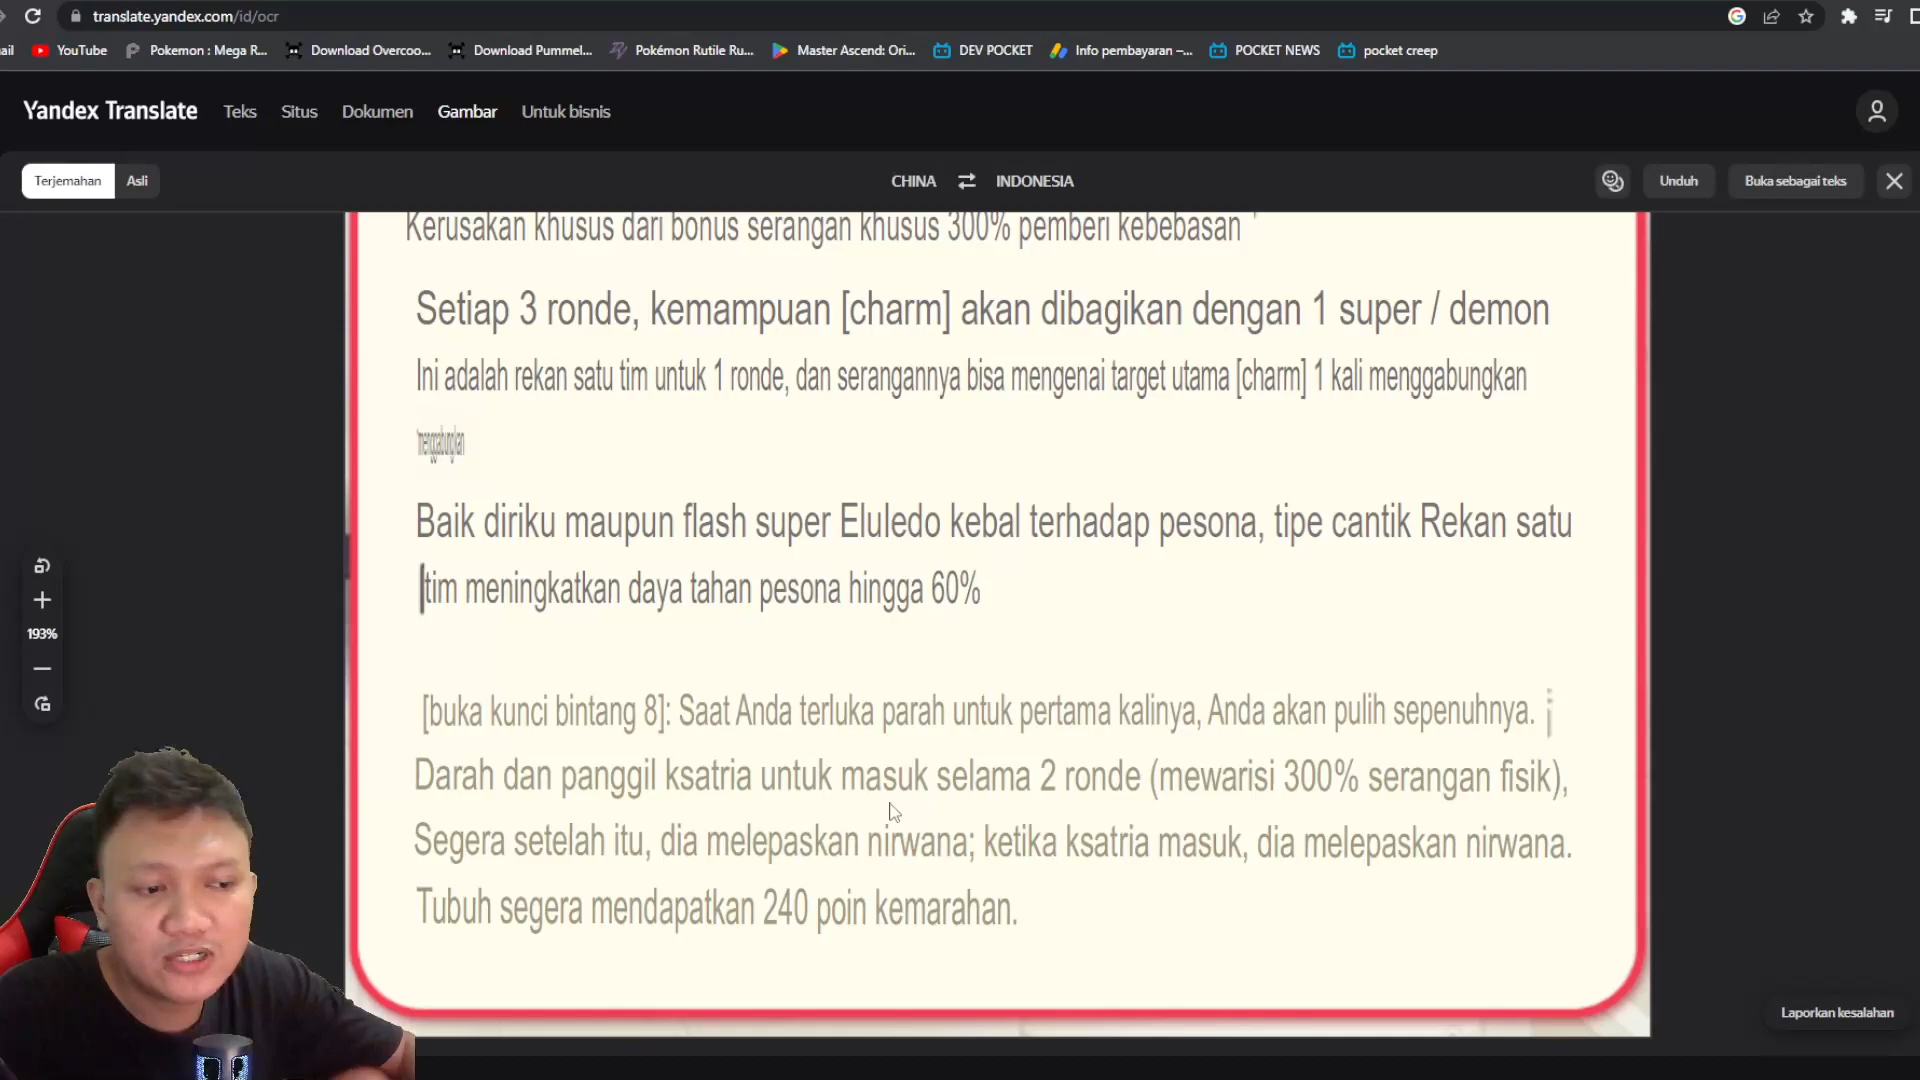 translate.yandex.com/id/ocr
ail YouTube Pokemon : Mega R... Download Overcoo... Download Pummel... Pokémon Rutile Ru... Master Ascend: Ori... DEV POCKET Info pembayaran –... POCKET NEWS pocket creep
Yandex Translate Teks Situs Dokumen Gambar Untuk bisnis
Terjemahan Asli CHINA INDONESIA Unduh Buka sebagai teks
Kerusakan khusus dari bonus serangan khusus 300% pemberi kebebasan
Setiap 3 ronde, kemampuan [charm] akan dibagikan dengan 1 super / demon
Ini adalah rekan satu tim untuk 1 ronde, dan serangannya bisa mengenai target utama [charm] 1 kali menggabungkan
'menggabungkan
Baik diriku maupun flash super Eluledo kebal terhadap pesona, tipe cantik Rekan satu
tim meningkatkan daya tahan pesona hingga 60%
193%
[buka kunci bintang 8]: Saat Anda terluka parah untuk pertama kalinya, Anda akan pulih sepenuhnya.
Darah dan panggil ksatria untuk masuk selama 2 ronde (mewarisi 300% serangan fisik),
Segera setelah itu, dia melepaskan nirwana; ketika ksatria masuk, dia melepaskan nirwana.
Tubuh segera mendapatkan 240 poin kemarahan.
Laporkan kesalahan